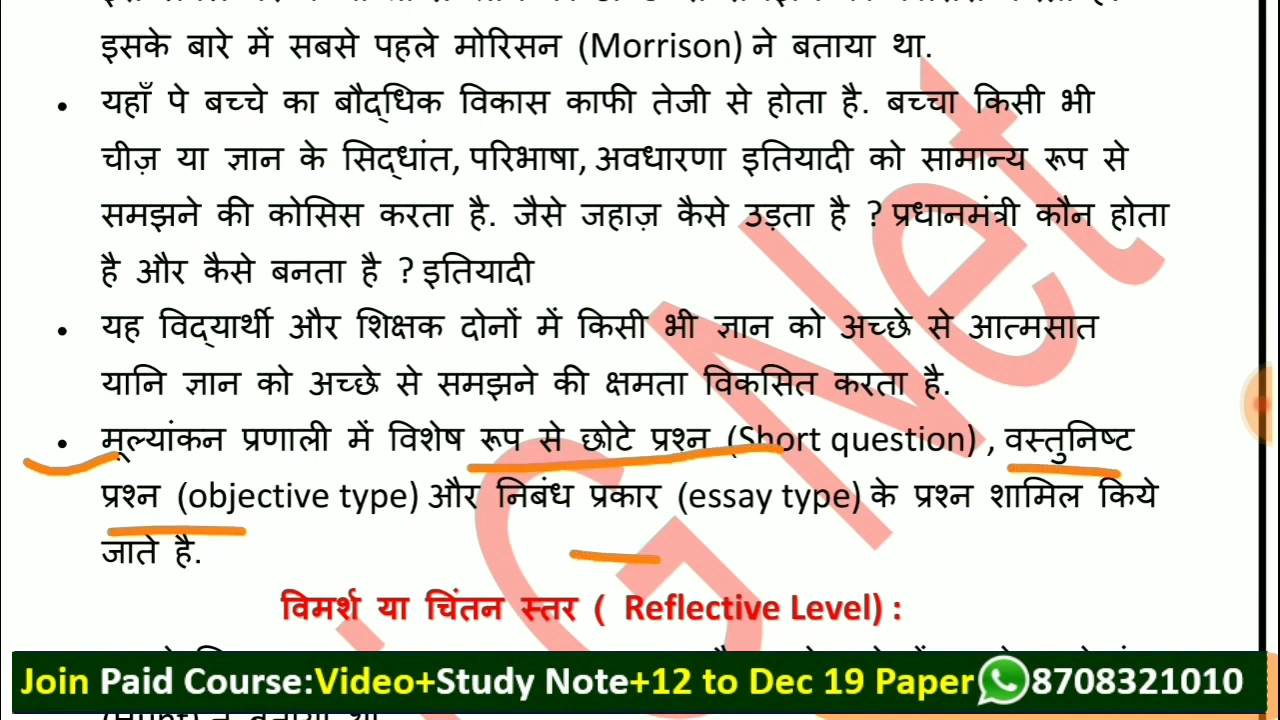 इसके बारे में सबसे पहले मोरिसन (Morrison) ने बताया था.
• यहाँ पे बच्चे का बौद्धिक विकास काफी तेजी से होता है. बच्चा किसी भी
चीज़ या ज्ञान के सिद्धांत, परिभाषा, अवधारणा इतियादी को सामान्य रूप से
समझने की कोसिस करता है. जैसे जहाज़ कैसे उड़ता है ? प्रधानमंत्री कौन होता
है और कैसे बनता है ? इतियादी
• यह विद्यार्थी और शिक्षक दोनों में किसी भी ज्ञान को अच्छे से आत्मसात
यानि ज्ञान को अच्छे से समझने की क्षमता विकसित करता है.
• मूल्यांकन प्रणाली में विशेष रूप से छोटे प्रश्न (Short question) , वस्तुनिष्ट
प्रश्न (objective type) और निबंध प्रकार (essay type) के प्रश्न शामिल किये
जाते है.
विमर्श या चिंतन स्तर ( Reflective Level) :
Join Paid Course:Video+Study Note+12 to Dec 19 Paper 8708321010
G Net